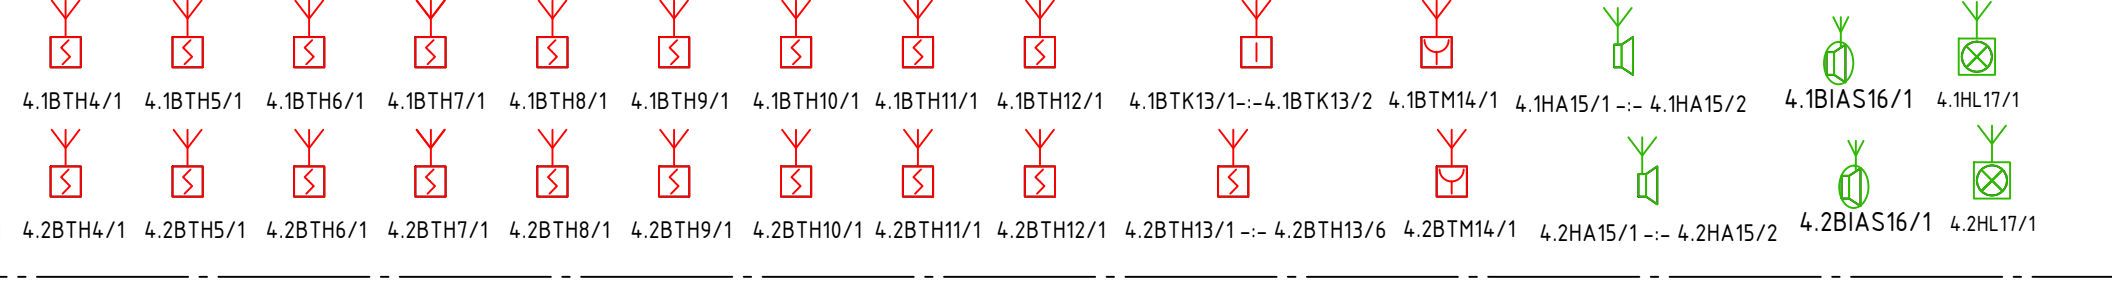 4.1BTH4/1 4.1BTH5/1 4.1BTH6/1 4.1BTH7/1 4.1BTH8/1 4.1BTH9/1 4.1BTH10/1 4.1BTH11/1 4.1BTH12/1 4.1BTK13/1-:-4.1BTK13/2 4.1BTM14/1 4.1HA15/1 -:- 4.1HA15/2 4.1BIAS16/1 4.1HL17/1
4.2BTH4/1 4.2BTH5/1 4.2BTH6/1 4.2BTH7/1 4.2BTH8/1 4.2BTH9/1 4.2BTH10/1 4.2BTH11/1 4.2BTH12/1 4.2BTH13/1 -:- 4.2BTH13/6 4.2BTM14/1 4.2HA15/1 -:- 4.2HA15/2 4.2BIAS16/1 4.2HL17/1